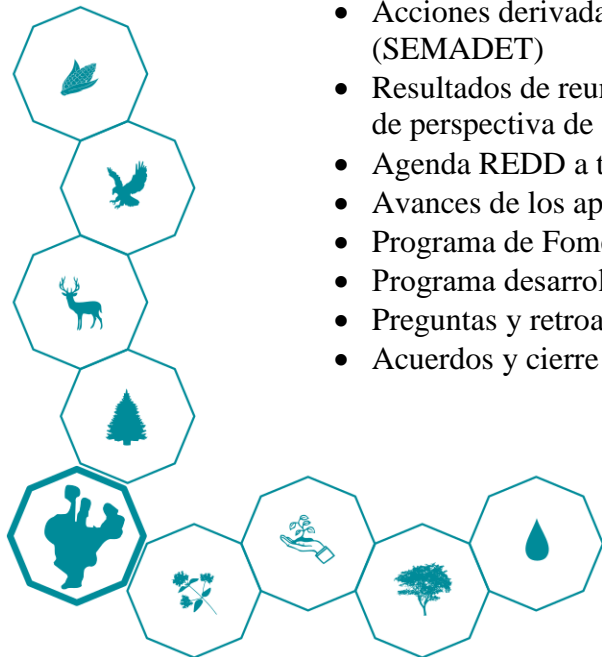 • Acciones derivada
(SEMADET)
• Resultados de reu
de perspectiva de
• Agenda REDD a t
• Avances de los ap
• Programa de Fom
• Programa desarrol
• Preguntas y retroa
• Acuerdos y cierre